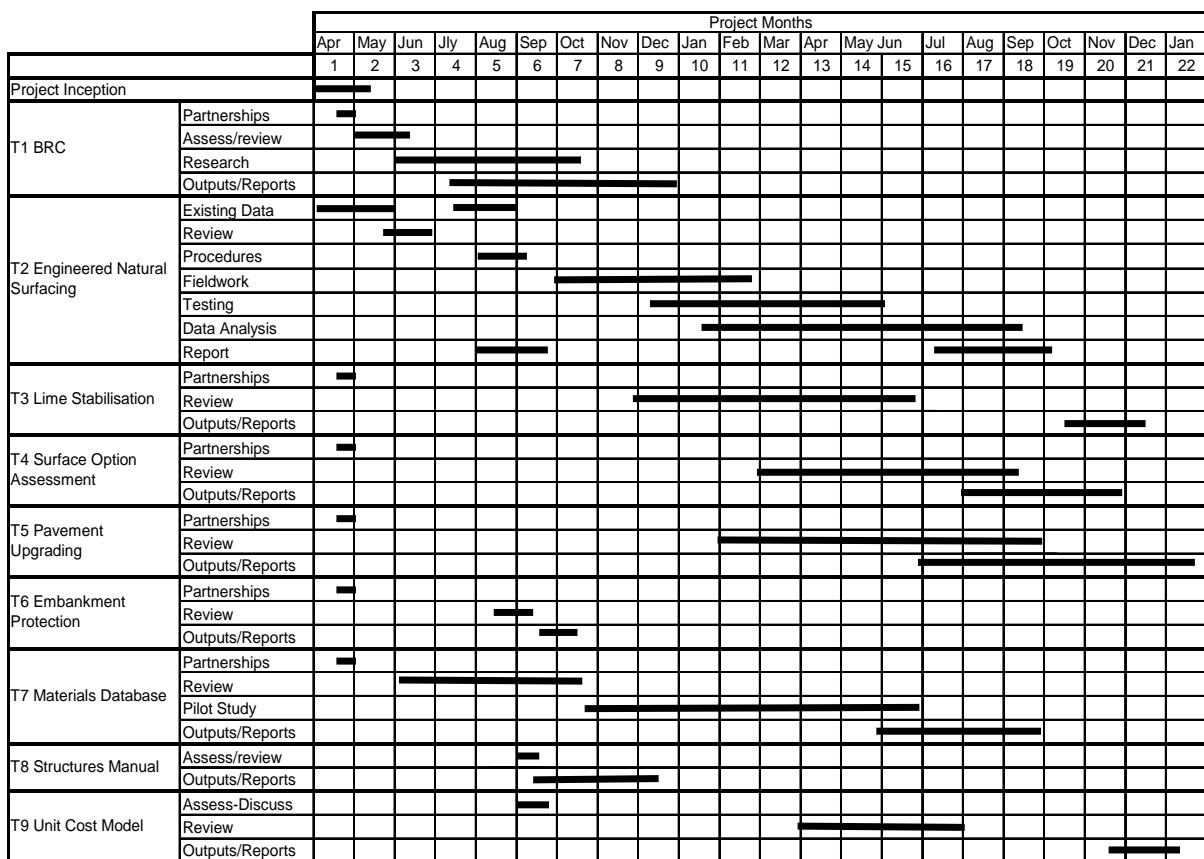 Project Months
Apr May Jun Jly Aug Sep Oct Nov Dec Jan Feb Mar Apr May Jun Jul Aug Sep Oct Nov Dec Jan
1 2 3 4 5 6 7 8 9 10 11 12 13 14 15 16 17 18 19 20 21 22
Project Inception
T1 BRC
Partnerships
Assess/review
Research
Outputs/Reports
T2 Engineered Natural
Surfacing
Existing Data
Review
Procedures
Fieldwork
Testing
Data Analysis
Report
T3 Lime Stabilisation
Partnerships
Review
Outputs/Reports
T4 Surface Option
Assessment
Partnerships
Review
Outputs/Reports
T5 Pavement
Upgrading
Partnerships
Review
Outputs/Reports
T6 Embankment
Protection
Partnerships
Review
Outputs/Reports
T7 Materials Database
Partnerships
Review
Pilot Study
Outputs/Reports
T8 Structures Manual
Assess/review
Outputs/Reports
T9 Unit Cost Model
Assess-Discuss
Review
Outputs/Reports